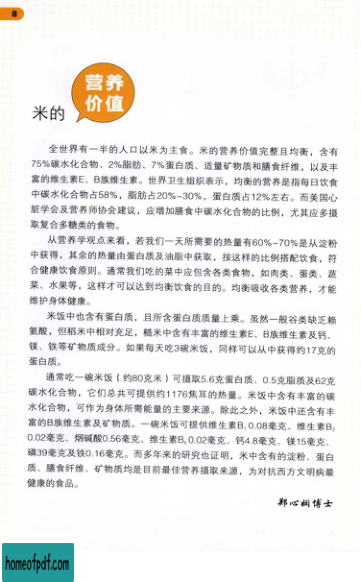 8
营养
价值
米的
全世界有一半的人口以米为主食。米的营养价值完整且均衡,含有
75%碳水化合物、2%脂肪、7%蛋白质、适量矿物质和膳食纤维,以及丰
富的维生素E、B族维生素。世界卫生组织表示,均衡的营养是指每日饮食
中碳水化合物占58%,脂肪占20%~30%,蛋白质占12%左右。而美国心
脏学会及营养师协会建议,应增加膳食中碳水化合物的比例,尤其应多摄
取复合多糖类的食物。
从营养学观点来看,若我们一天所需要的热量有60%~70%是从淀粉
中获得,其余的热量由蛋白质及油脂中获取,按这样的比例搭配饮食,符
合健康饮食原则。通常我们吃的菜中应包含各类食物,如肉类、蛋类、蔬
菜、水果等,这样才可以达到均衡饮食的目的。均衡吸收各类营养,才能
维护身体健康。
米饭中也含有蛋白质,且所含蛋白质质量上乘。虽然一般谷类缺乏赖
氨酸,但稻米中相对充足,糙米中含有丰富的维生素E、B族维生素及钙、
镁、铁等矿物质成分。如果每天吃3碗米饭,同样可以从中获得约17克的
蛋白质。
通常吃一碗米饭(约80克米)可摄取5.6克蛋白质、0.5克脂质及62克
碳水化合物,它们总共可提供约1176焦耳的热量。米饭中含有丰富的碳
水化合物,可作为身体所需能量的主要来源。除此之外,米饭中还含有丰
富的B族维生素及矿物质。一碗米饭可提供维生素B₁0.08毫克、维生素B₂
0.02毫克、烟碱酸0.56毫克、维生素B₆0.02毫克、钙4.8毫克、镁15毫克、
磷39毫克及铁0.16毫克。而多年来的研究也证明,米中含有的淀粉、蛋白
质、膳食纤维、矿物质均是目前最佳营养摄取来源,为对抗西方文明病最
健康的食品。
郑心娴博士
homeofpdf.com